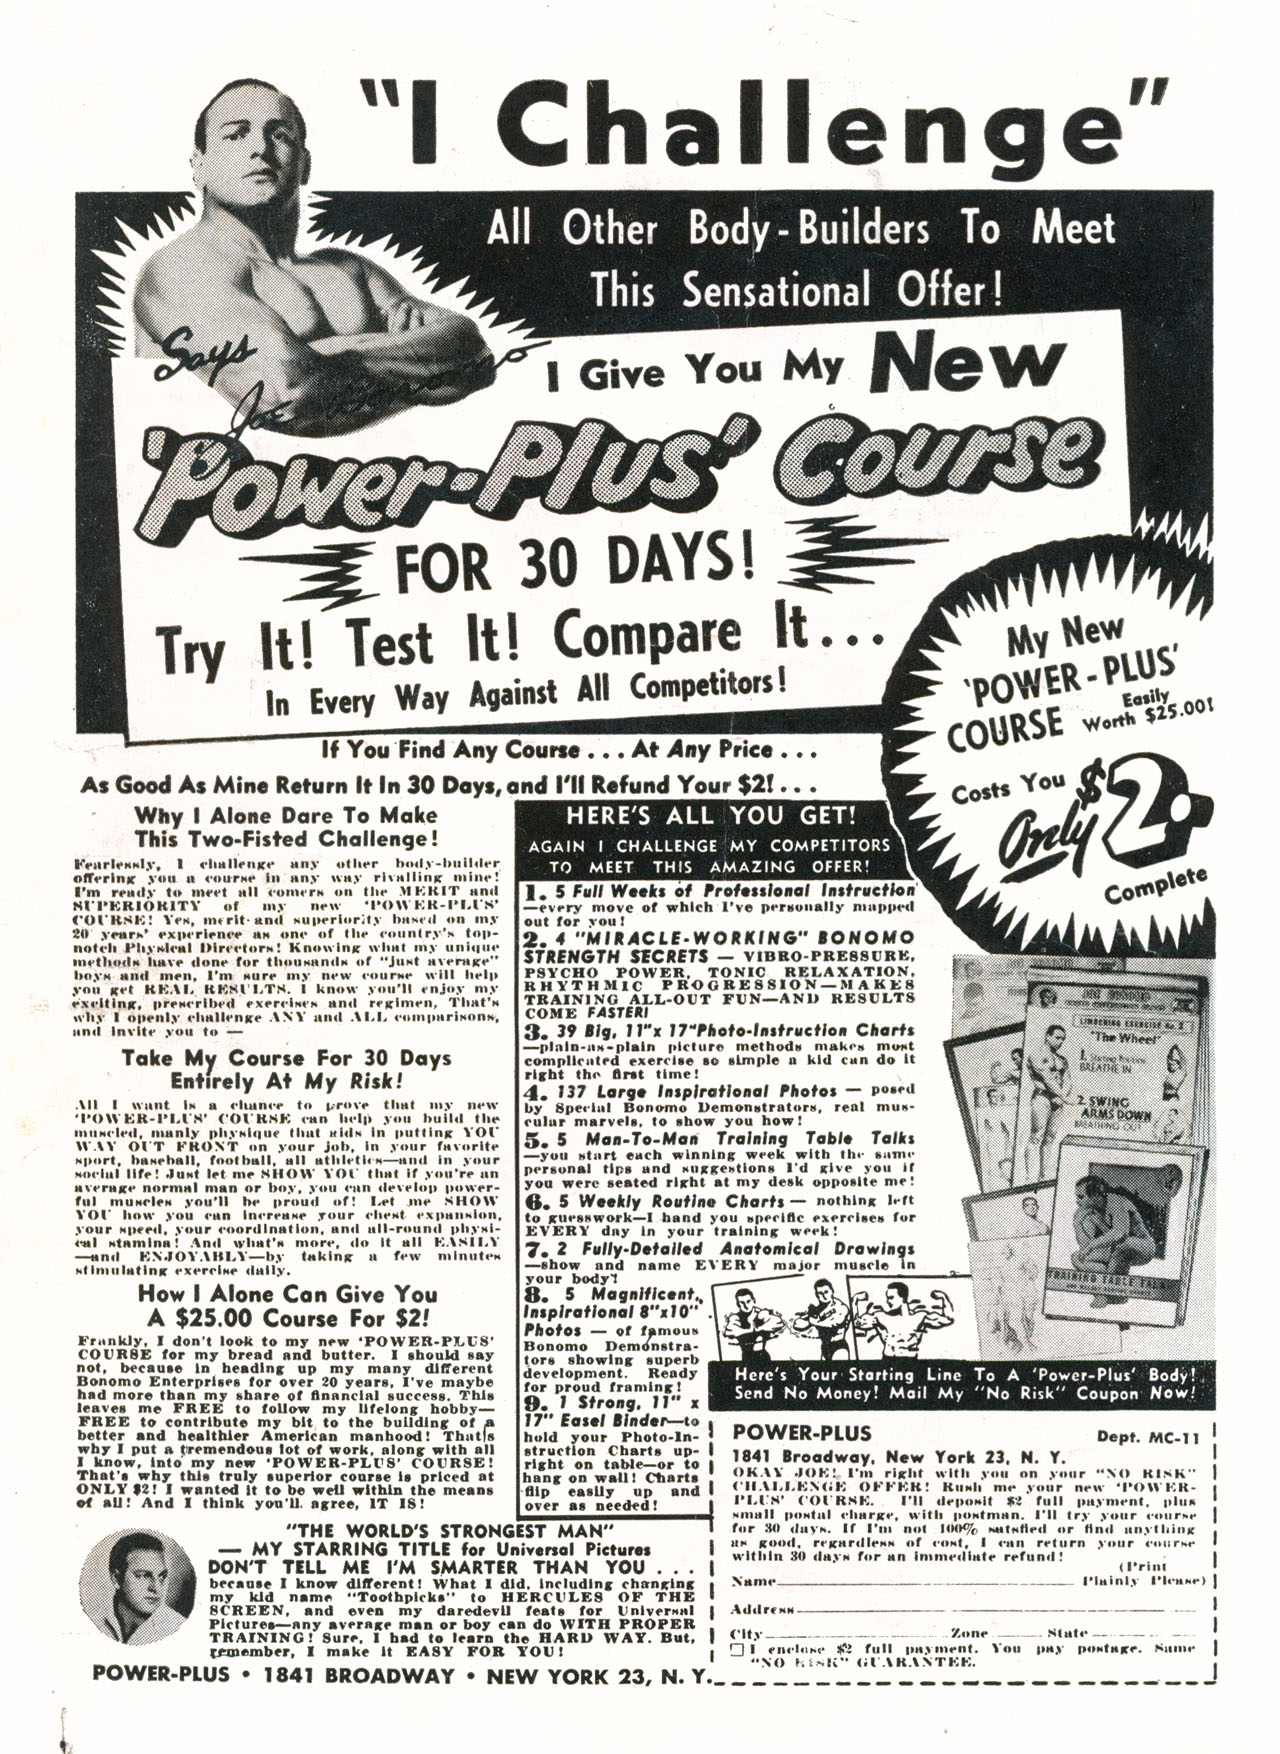 "I Challenge"
All Other Body-Builders To Meet
This Sensational Offer!
Says
Joe Bonomo
I Give You My New
'Power-Plus' Course
FOR 30 DAYS!
Try It! Test It! Compare It...
In Every Way Against All Competitors!
My New
'POWER-PLUS'
COURSE Easily
Worth $25.00!
Costs You
Only $2.
Complete
If You Find Any Course ... At Any Price ...
As Good As Mine Return It In 30 Days, and I'll Refund Your $2! ...
Why I Alone Dare To Make
This Two-Fisted Challenge!
Fearlessly, I challenge any other body-builder
offering you a course in any way rivalling mine!
I'm ready to meet all comers on the MERIT and
SUPERIORITY of my new 'POWER-PLUS'
COURSE! Yes, merit and superiority based on my
20 years' experience as one of the country's top-
notch Physical Directors! Knowing what my unique
methods have done for thousands of "Just average"
boys and men, I'm sure my new course will help
you get REAL RESULTS. I know you'll enjoy my
exciting, prescribed exercises and regimen, That's
why I openly challenge ANY and ALL comparisons,
and invite you to —
Take My Course For 30 Days
Entirely At My Risk!
All I want is a chance to prove that my new
'POWER-PLUS' COURSE can help you build the
muscled, manly physique that aids in putting YOU
WAY OUT FRONT on your job, in your favorite
sport, baseball, football, all athletics—and in your
social life! Just let me SHOW YOU that if you're an
average normal man or boy, you can develop power-
ful muscles you'll be proud of! Let me SHOW
YOU how you can increase your chest expansion,
your speed, your coordination, and all-round physi-
cal stamina! And what's more, do it all EASILY
—and ENJOYABLY—by taking a few minutes
stimulating exercise daily.
How I Alone Can Give You
A $25.00 Course For $2!
Frankly, I don't look to my new 'POWER-PLUS'
COURSE for my bread and butter. I should say
not, because in heading up my many different
Bonomo Enterprises for over 20 years, I've maybe
had more than my share of financial success. This
leaves me FREE to follow my lifelong hobby—
FREE to contribute my bit to the building of a
better and healthier American manhood! That's
why I put a tremendous lot of work, along with all
I know, into my new 'POWER-PLUS' COURSE!
That's why this truly superior course is priced at
ONLY $2! I wanted it to be well within the means
of all! And I think you'll agree, IT IS!
HERE'S ALL YOU GET!
AGAIN I CHALLENGE MY COMPETITORS
TO MEET THIS AMAZING OFFER!
1. 5 Full Weeks of Professional Instruction
—every move of which I've personally mapped
out for you!
2. 4 "MIRACLE-WORKING" BONOMO
STRENGTH SECRETS — VIBRO-PRESSURE,
PSYCHO POWER, TONIC RELAXATION,
RHYTHMIC PROGRESSION—MAKES
TRAINING ALL-OUT FUN—AND RESULTS
COME FASTER!
3. 39 Big, 11"x 17"Photo-Instruction Charts
—plain-as-plain picture methods makes most
complicated exercise so simple a kid can do it
right the first time!
4. 137 Large Inspirational Photos — posed
by Special Bonomo Demonstrators, real mus-
cular marvels, to show you how!
5. 5 Man-To-Man Training Table Talks
—you start each winning week with the same
personal tips and suggestions I'd give you if
you were seated right at my desk opposite me!
6. 5 Weekly Routine Charts — nothing left
to guesswork—I hand you specific exercises for
EVERY day in your training week!
7. 2 Fully-Detailed Anatomical Drawings
—show and name EVERY major muscle in
your body!
8. 5 Magnificent,
Inspirational 8"x10"
Photos — of famous
Bonomo Demonstra-
tors showing superb
development. Ready
for proud framing!
9. 1 Strong, 11" x
17" Easel Binder—to
hold your Photo-In-
struction Charts up-
right on table—or to
hang on wall! Charts
flip easily up and
over as needed!
JOE BONOMO
LIMBERING EXERCISE No. 2
"The Wheel"
1. Starting Position
BREATHE IN
2. SWING
ARMS DOWN
BREATHING OUT
TRAINING TABLE TALK
Here's Your Starting Line To A 'Power-Plus' Body!
Send No Money! Mail My "No Risk" Coupon Now!
"THE WORLD'S STRONGEST MAN"
— MY STARRING TITLE for Universal Pictures
DON'T TELL ME I'M SMARTER THAN YOU ...
because I know different! What I did, including changing
my kid name "Toothpicks" to HERCULES OF THE
SCREEN, and even my daredevil feats for Universal
Pictures—any average man or boy can do WITH PROPER
TRAINING! Sure, I had to learn the HARD WAY. But,
remember, I make it EASY FOR YOU!
POWER-PLUS • 1841 BROADWAY • NEW YORK 23, N. Y.
POWER-PLUS Dept. MC-11
1841 Broadway, New York 23, N. Y.
OKAY JOE! I'm right with you on your "NO RISK"
CHALLENGE OFFER! Rush me your new 'POWER-
PLUS' COURSE. I'll deposit $2 full payment, plus
small postal charge, with postman. I'll try your course
for 30 days. If I'm not 100% satisfied or find anything
as good, regardless of cost, I can return your course
within 30 days for an immediate refund!
(Print
Name Plainly Please)
Address
City Zone State
I enclose $2 full payment. You pay postage. Same
"NO RISK" GUARANTEE.